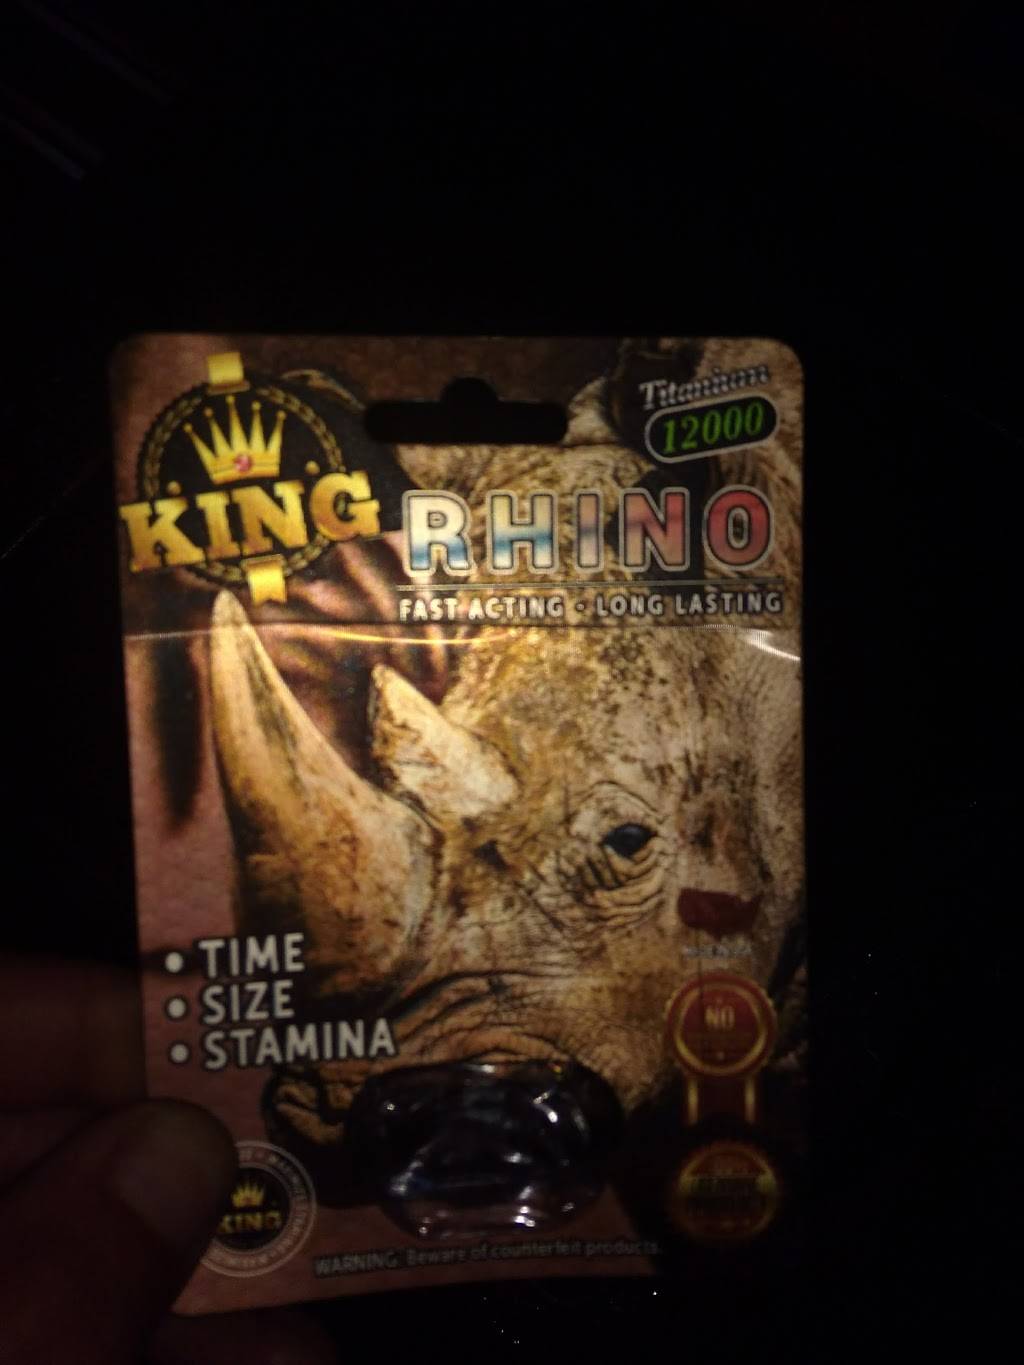 Titanium
12000
KING
RHINO
FAST ACTING • LONG LASTING
• TIME
• SIZE
• STAMINA
NO
KING
WARNING: Beware of counterfeit products.